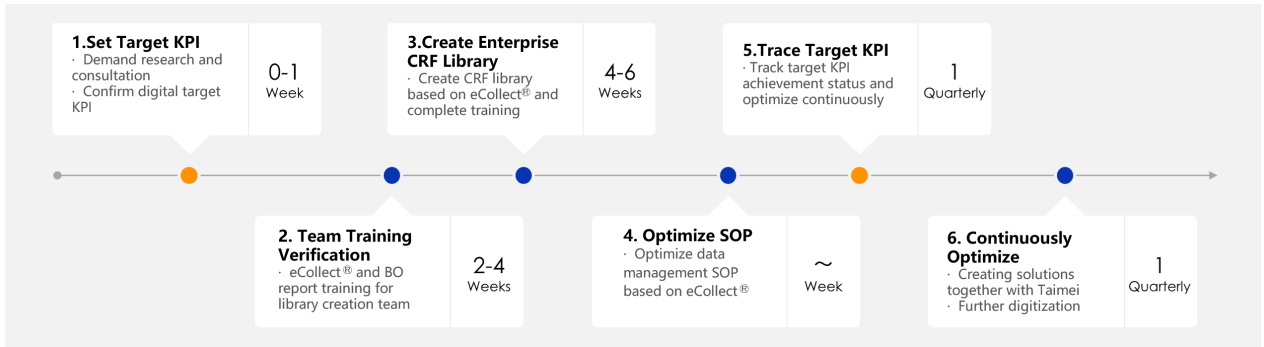 1.Set Target KPI
· Demand research and
consultation
· Confirm digital target
KPI
0-1
Week
2. Team Training
Verification
· eCollect® and BO
report training for
library creation team
2-4
Weeks
3.Create Enterprise
CRF Library
· Create CRF library
based on eCollect® and
complete training
4-6
Weeks
4. Optimize SOP
· Optimize data
management SOP
based on eCollect®
~
Week
5.Trace Target KPI
· Track target KPI
achievement status and
optimize continuously
1
Quarterly
6. Continuously
Optimize
· Creating solutions
together with Taimei
· Further digitization
1
Quarterly